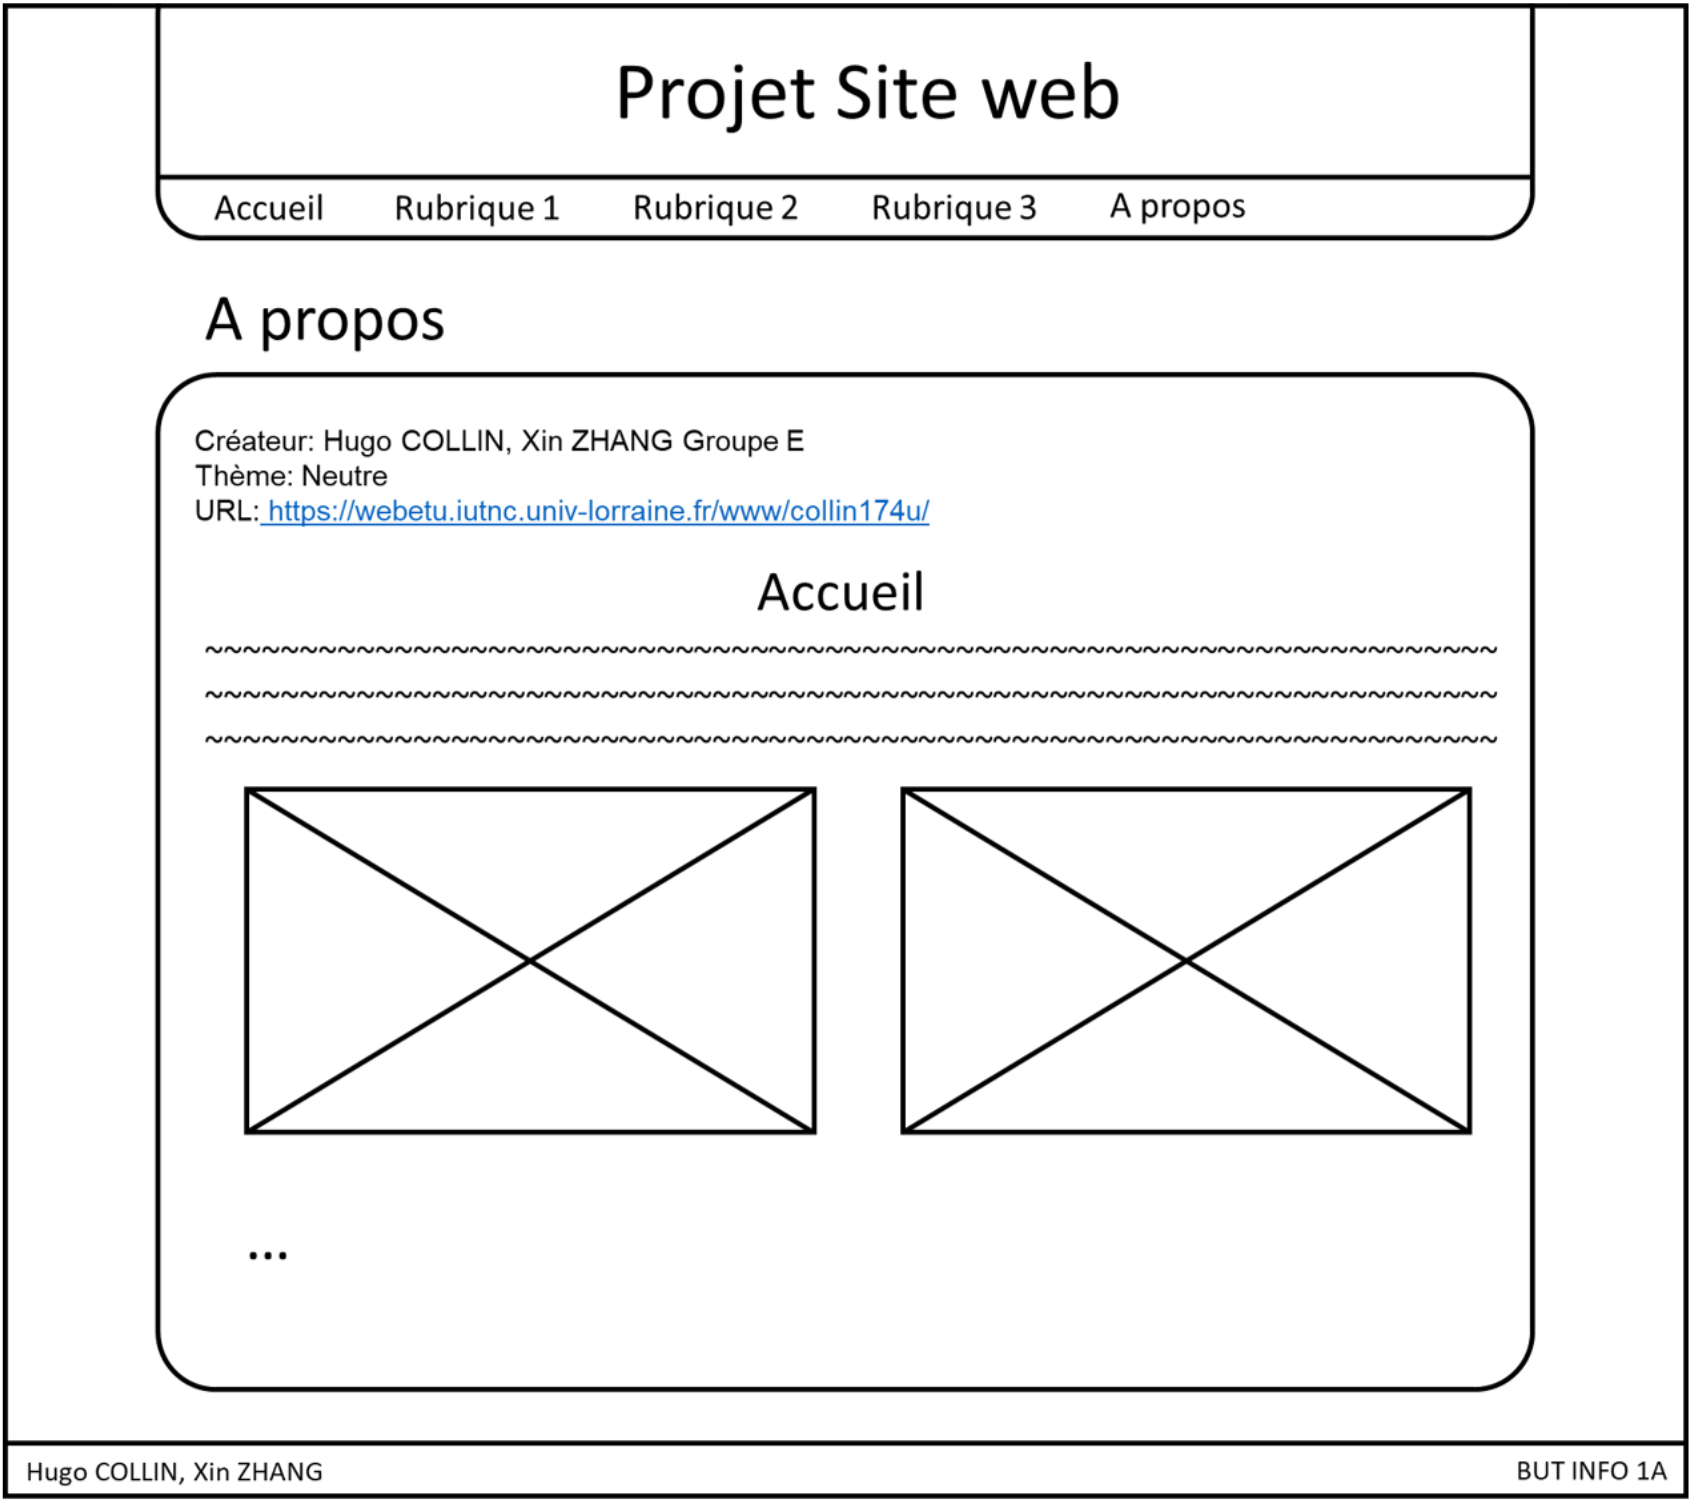 Projet Site web
Accueil Rubrique 1 Rubrique 2 Rubrique 3 A propos
A propos
Créateur: Hugo COLLIN, Xin ZHANG Groupe E
Thème: Neutre
URL: https://webetu.iutnc.univ-lorraine.fr/www/collin174u/
Accueil
...
Hugo COLLIN, Xin ZHANG BUT INFO 1A